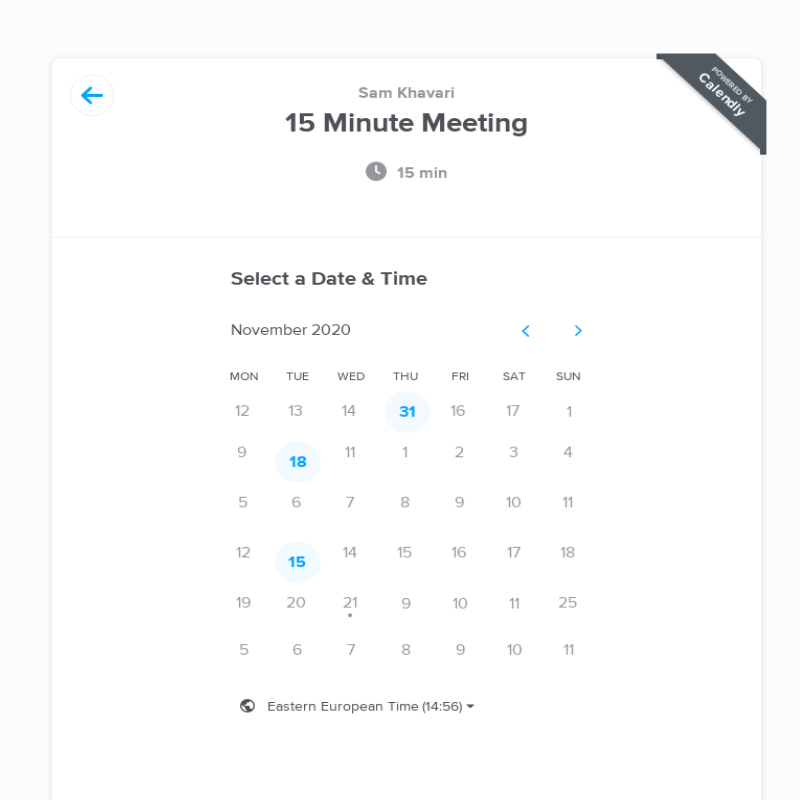 POWERED BY
Calendly
Sam Khavari
15 Minute Meeting
15 min
Select a Date & Time
November 2020
MON TUE WED THU FRI SAT SUN
12 13 14 31 16 17 1
9 18 11 1 2 3 4
5 6 7 8 9 10 11
12 15 14 15 16 17 18
19 20 21 9 10 11 25
5 6 7 8 9 10 11
Eastern European Time (14:56)